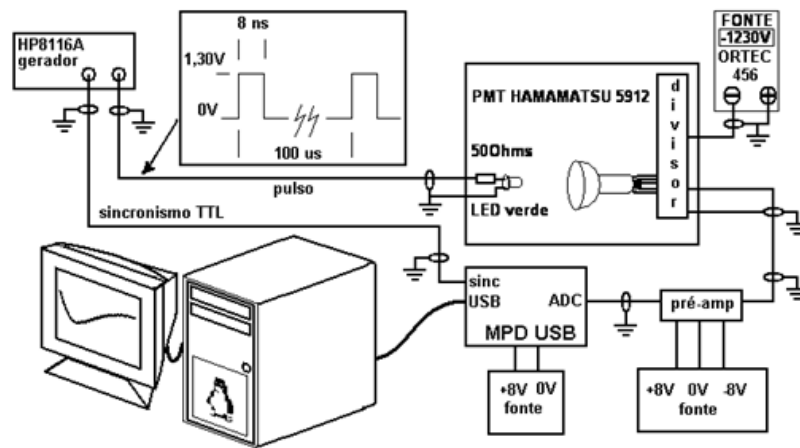 HP8116A
gerador
8 ns
1,30V
0V
100 us
pulso
sincronismo TTL
PMT HAMAMATSU 5912
50Ohms
LED verde
divisor
FONTE
-1230V
ORTEC
456
sinc
USB
ADC
MPD USB
pré-amp
+8V 0V
fonte
+8V 0V -8V
fonte